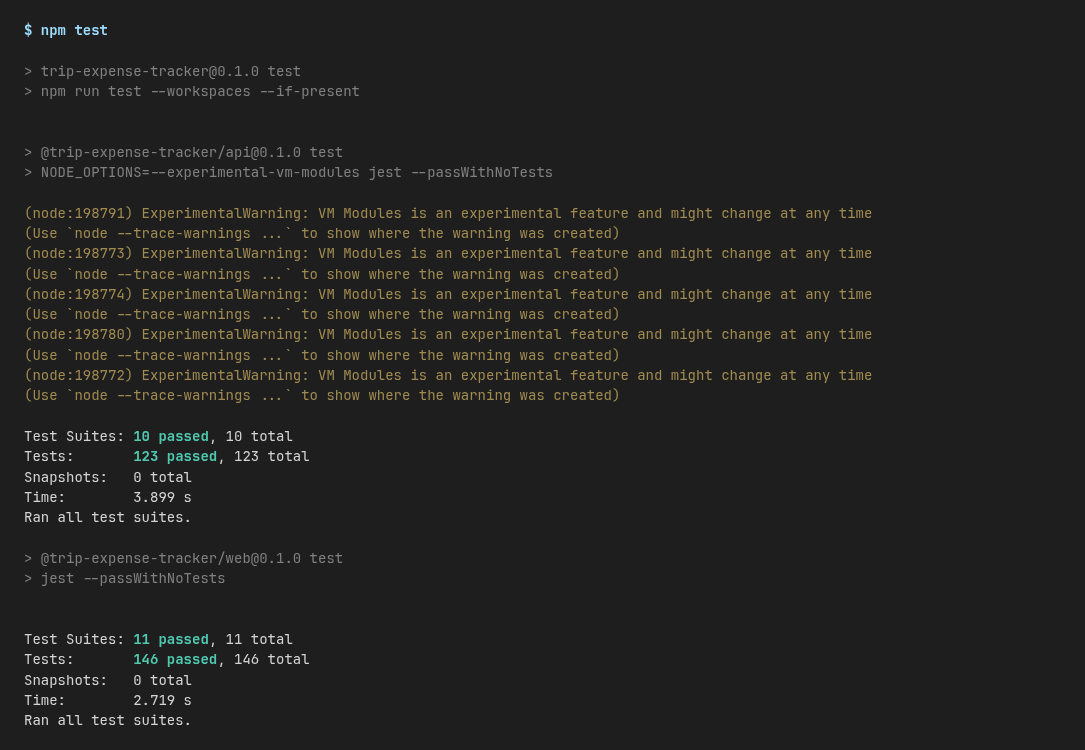 $ npm test
> trip-expense-tracker@0.1.0 test
> npm run test --workspaces --if-present
> @trip-expense-tracker/api@0.1.0 test
> NODE_OPTIONS=--experimental-vm-modules jest --passWithNoTests
(node:198791) ExperimentalWarning: VM Modules is an experimental feature and might change at any time
(Use `node --trace-warnings ...` to show where the warning was created)
(node:198773) ExperimentalWarning: VM Modules is an experimental feature and might change at any time
(Use `node --trace-warnings ...` to show where the warning was created)
(node:198774) ExperimentalWarning: VM Modules is an experimental feature and might change at any time
(Use `node --trace-warnings ...` to show where the warning was created)
(node:198780) ExperimentalWarning: VM Modules is an experimental feature and might change at any time
(Use `node --trace-warnings ...` to show where the warning was created)
(node:198772) ExperimentalWarning: VM Modules is an experimental feature and might change at any time
(Use `node --trace-warnings ...` to show where the warning was created)
Test Suites: 10 passed, 10 total
Tests:       123 passed, 123 total
Snapshots:   0 total
Time:        3.899 s
Ran all test suites.
> @trip-expense-tracker/web@0.1.0 test
> jest --passWithNoTests
Test Suites: 11 passed, 11 total
Tests:       146 passed, 146 total
Snapshots:   0 total
Time:        2.719 s
Ran all test suites.